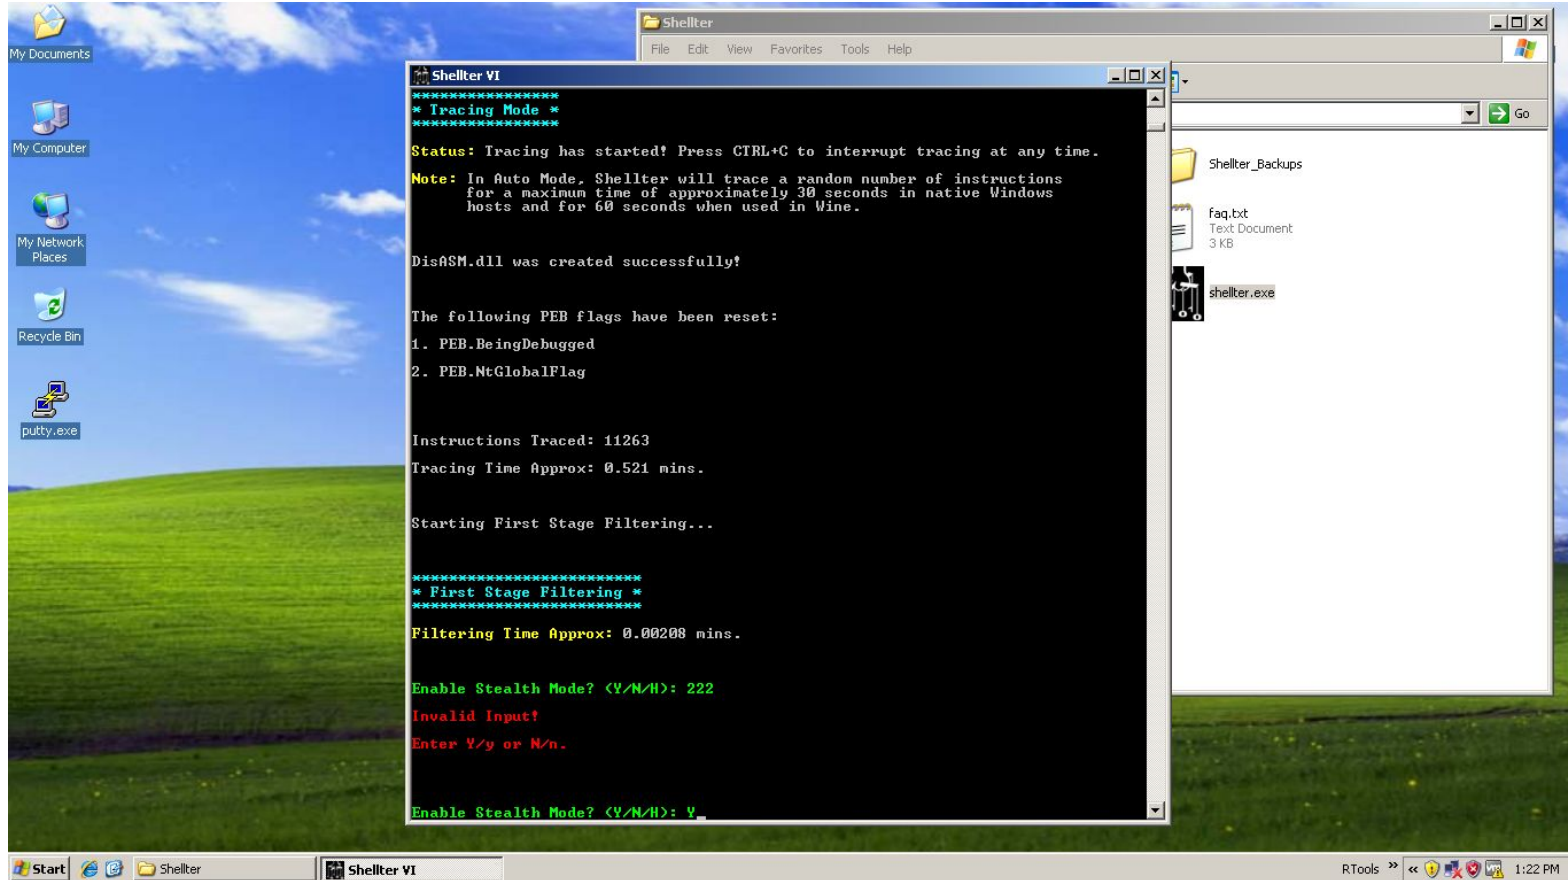 My Documents
My Computer
My Network
Places
Recycle Bin
putty.exe
Shellter
File Edit View Favorites Tools Help
Go
Shellter_Backups
faq.txt
Text Document
3 KB
shellter.exe
Shellter VI
****************
* Tracing Mode *
****************
Status: Tracing has started! Press CTRL+C to interrupt tracing at any time.
Note: In Auto Mode, Shellter will trace a random number of instructions
for a maximum time of approximately 30 seconds in native Windows
hosts and for 60 seconds when used in Wine.
DisASM.dll was created successfully!
The following PEB flags have been reset:
1. PEB.BeingDebugged
2. PEB.NtGlobalFlag
Instructions Traced: 11263
Tracing Time Approx: 0.521 mins.
Starting First Stage Filtering...
*************************
* First Stage Filtering *
*************************
Filtering Time Approx: 0.00208 mins.
Enable Stealth Mode? (Y/N/H): 222
Invalid Input!
Enter Y/y or N/n.
Enable Stealth Mode? (Y/N/H): Y_
Start Shellter Shellter VI RTools » « 1:22 PM